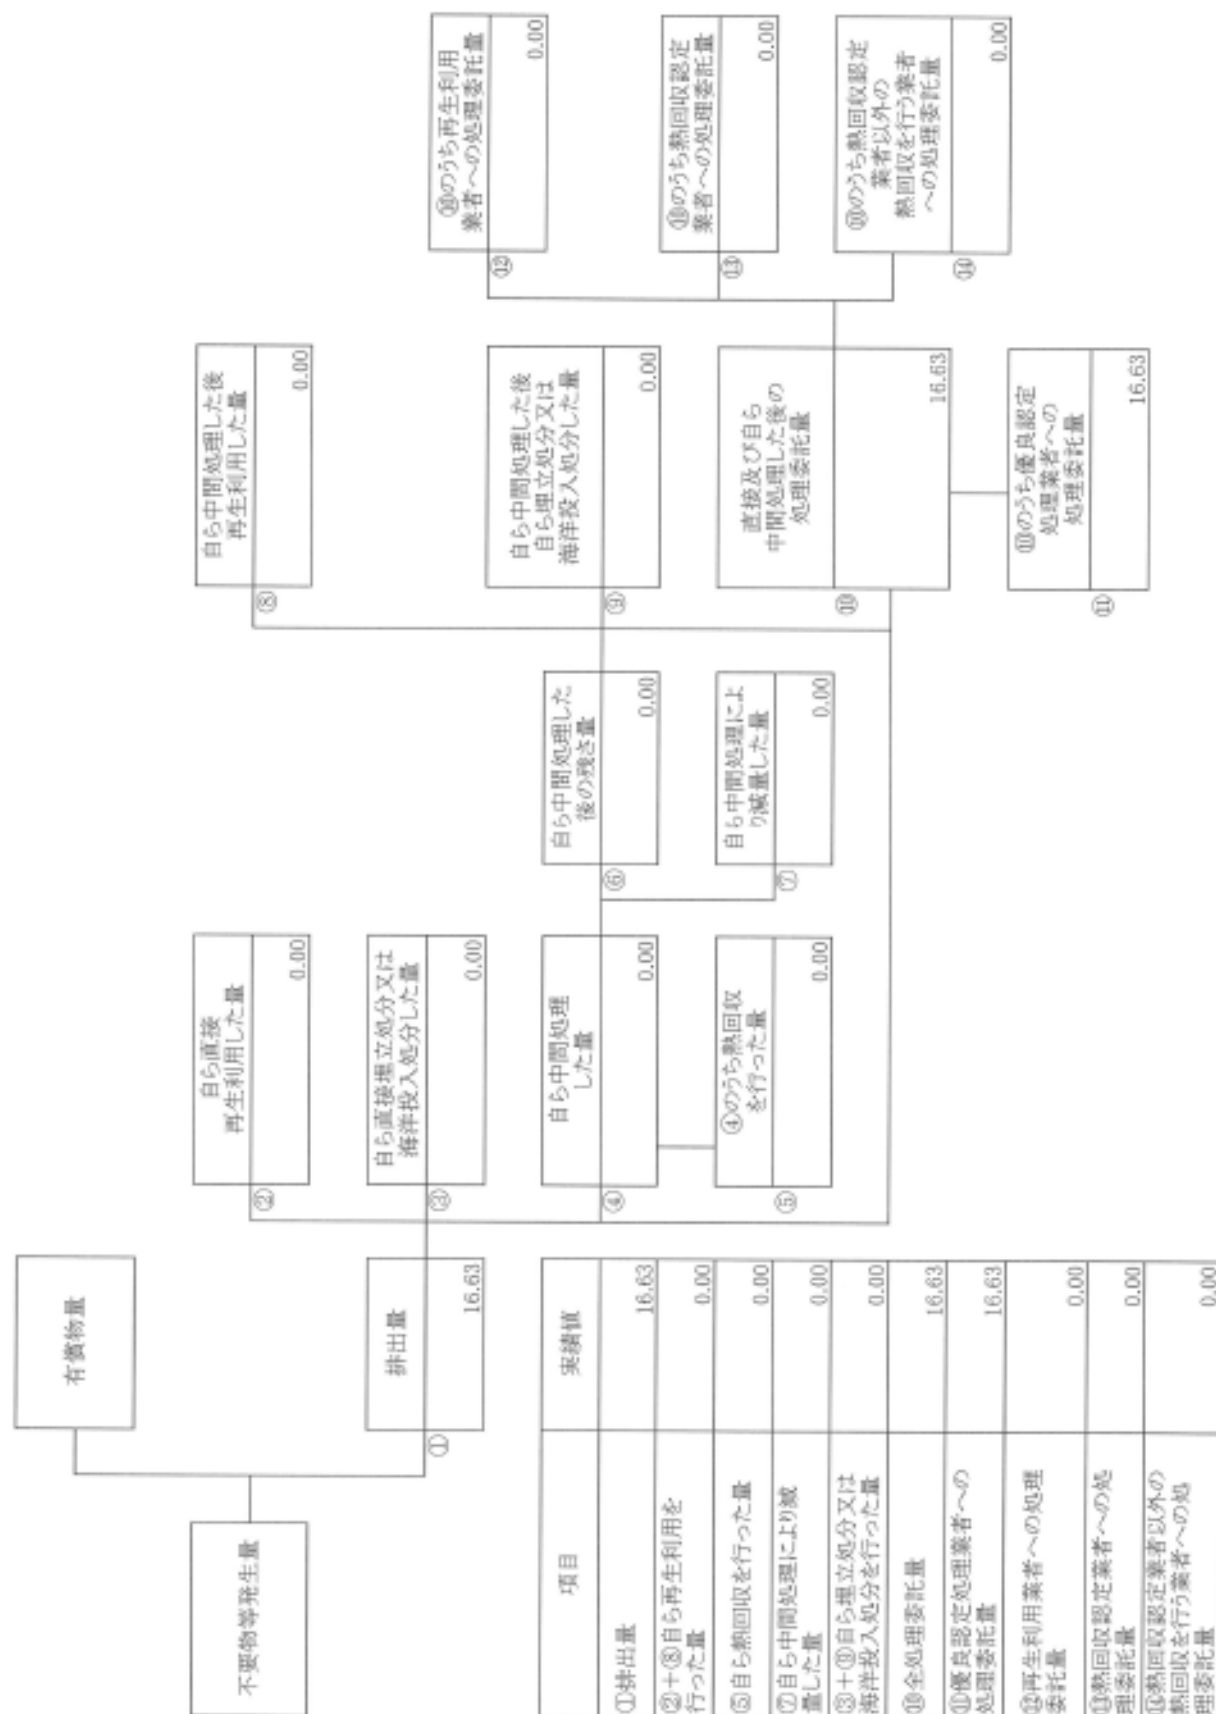 不要物等発生量
有償物量
排出量
①
16.63
自ら直接
再生利用した量
②
0.00
自ら直接埋立処分又は
海洋投入処分した量
③
0.00
自ら中間処理
した量
④
0.00
④のうち熱回収
を行った量
⑤
0.00
自ら中間処理した
後の残さ量
⑥
0.00
自ら中間処理によ
り減量した量
⑦
0.00
自ら中間処理した後
再生利用した量
⑧
0.00
自ら中間処理した後
自ら埋立処分又は
海洋投入処分した量
⑨
0.00
直接及び自ら
中間処理した後の
処理委託量
⑩
16.63
⑩のうち優良認定
処理業者への
処理委託量
⑪
16.63
⑩のうち再生利用
業者への処理委託量
⑫
0.00
⑩のうち熱回収認定
業者への処理委託量
⑬
0.00
⑩のうち熱回収認定
業者以外の
熱回収を行う業者
への処理委託量
⑭
0.00
項目 実績値
①排出量 16.63
②+⑧自ら再生利用を
行った量 0.00
⑤自ら熱回収を行った量 0.00
⑦自ら中間処理により減
量した量 0.00
③+⑨自ら埋立処分又は
海洋投入処分を行った量 0.00
⑩全処理委託量 16.63
⑪優良認定処理業者への
処理委託量 16.63
⑫再生利用業者への処理
委託量 0.00
⑬熱回収認定業者への処
理委託量 0.00
⑭熱回収認定業者以外の
熱回収を行う業者への処
理委託量 0.00